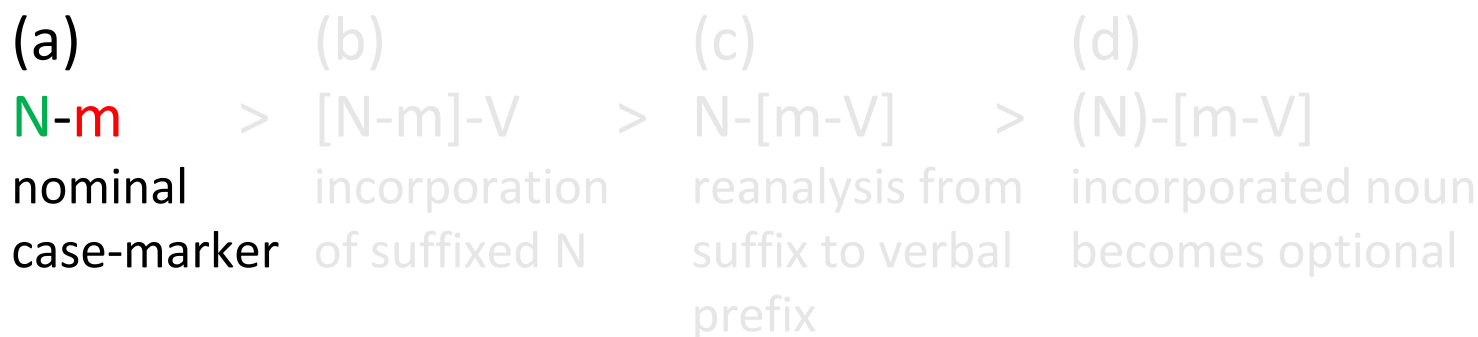 (a) (b) (c) (d)
N-m > [N-m]-V > N-[m-V] > (N)-[m-V]
nominal incorporation reanalysis from incorporated noun
case-marker of suffixed N suffix to verbal becomes optional
prefix